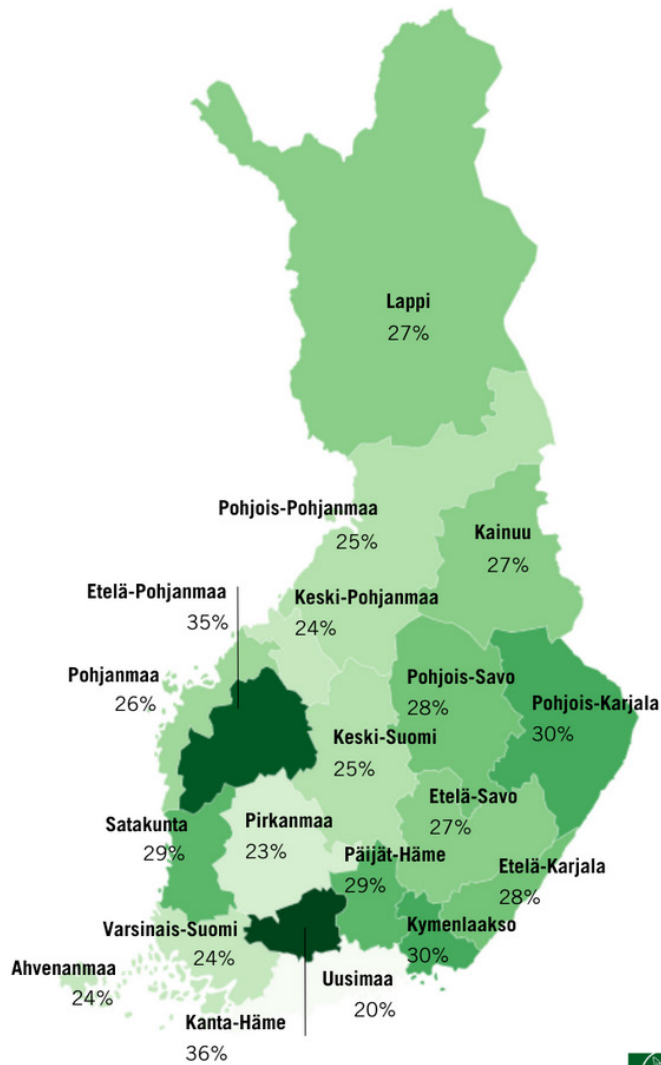 Lappi
27%
Pohjois-Pohjanmaa
25%
Kainuu
27%
Etelä-Pohjanmaa
35%
Keski-Pohjanmaa
24%
Pohjanmaa
26%
Pohjois-Savo
28%
Pohjois-Karjala
30%
Keski-Suomi
25%
Etelä-Savo
27%
Satakunta
29%
Pirkanmaa
23%
Päijät-Häme
29%
Etelä-Karjala
28%
Varsinais-Suomi
24%
Kymenlaakso
30%
Ahvenanmaa
24%
Uusimaa
20%
Kanta-Häme
36%